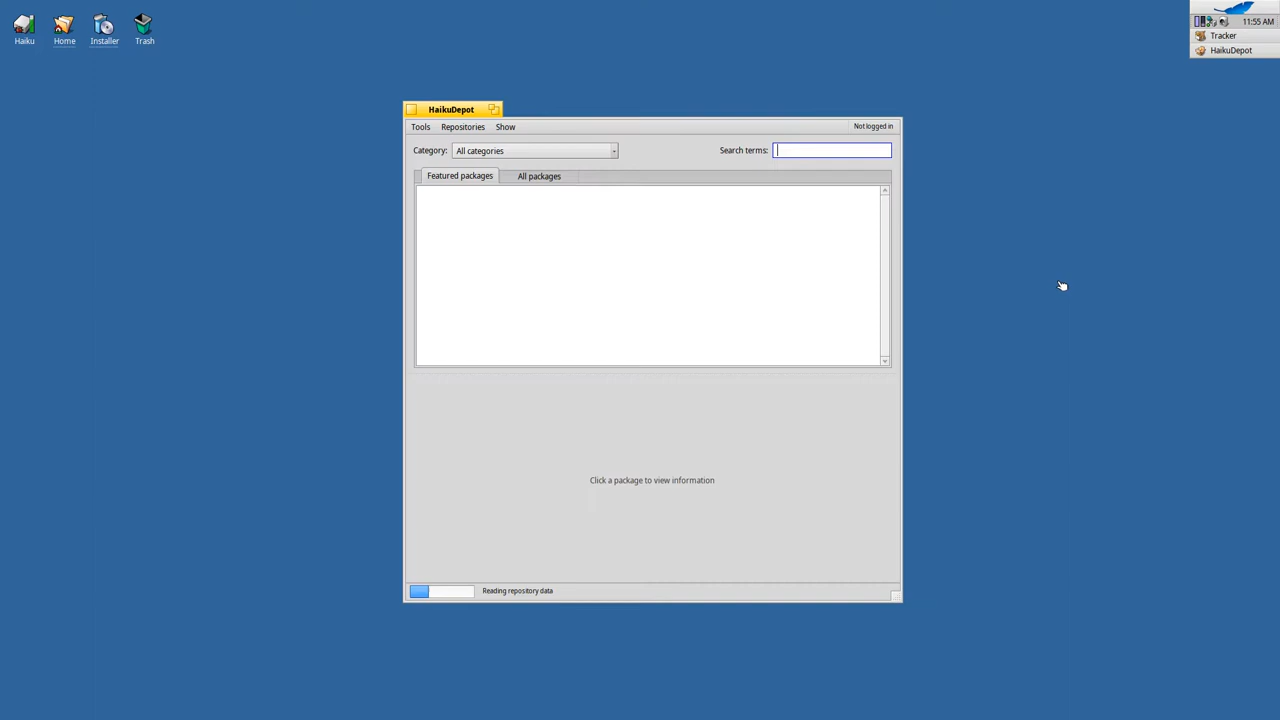 Haiku
Home
Installer
Trash
11:55 AM
Tracker
HaikuDepot
HaikuDepot
Tools Repositories Show Not logged in
Category: All categories Search terms:
Featured packages All packages
Click a package to view information
Reading repository data